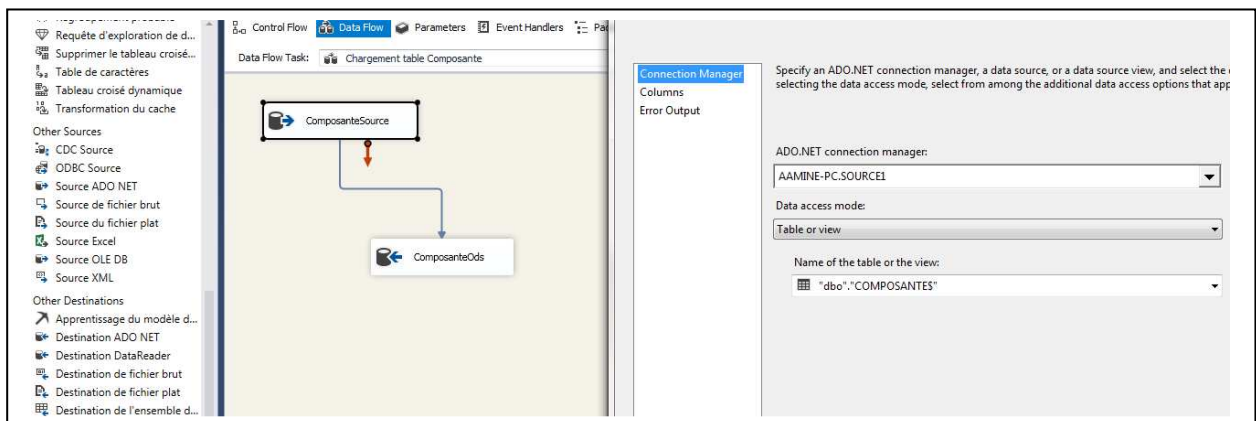 Requête d'exploration de d...
Supprimer le tableau croisé...
Table de caractères
Tableau croisé dynamique
Transformation du cache
Other Sources
CDC Source
ODBC Source
Source ADO NET
Source de fichier brut
Source du fichier plat
Source Excel
Source OLE DB
Source XML
Other Destinations
Apprentissage du modèle d...
Destination ADO NET
Destination DataReader
Destination de fichier brut
Destination de fichier plat
Destination de l'ensemble d...
Control Flow Data Flow Parameters Event Handlers
Data Flow Task: Chargement table Composante
ComposanteSource
ComposanteOds
Connection Manager
Columns
Error Output
Specify an ADO.NET connection manager, a data source, or a data source view, and select the
selecting the data access mode, select from among the additional data access options that
ADO.NET connection manager:
AAMINE-PC.SOURCE1
Data access mode:
Table or view
Name of the table or the view:
"dbo"."COMPOSANTE$"